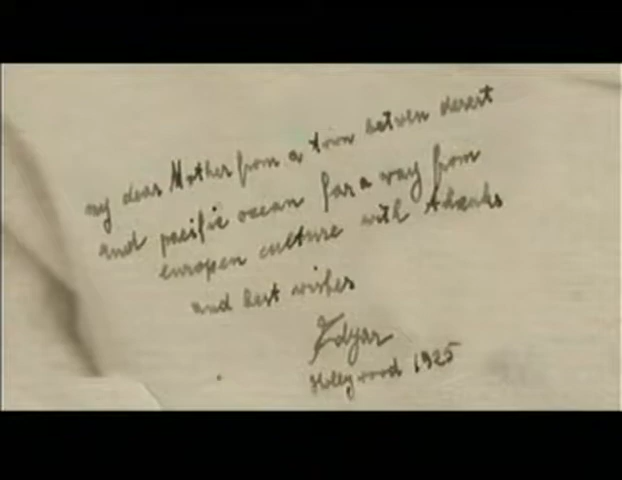 my dear Mother from a town betven desert
and pacific ocean far a way from
europen culture with thanks
and best wishes
Edgar
Hollywood 1925